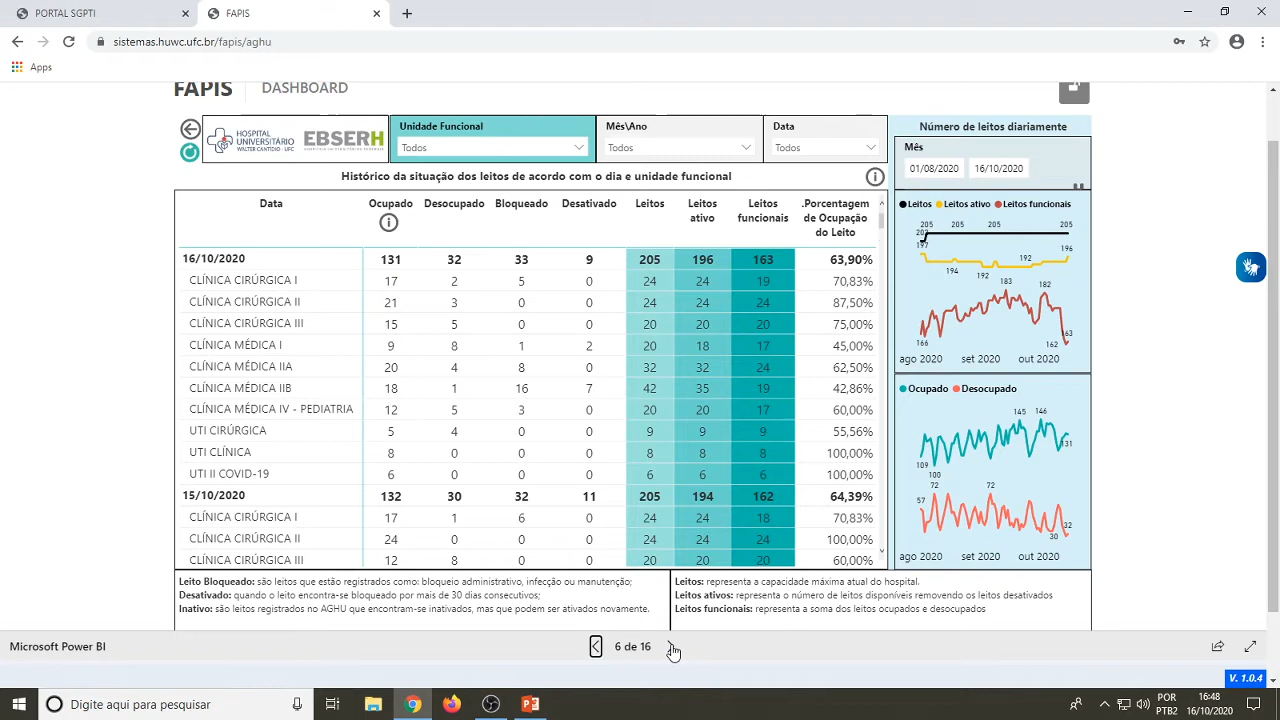 PORTAL SGPTI
FAPIS
sistemas.huwc.ufc.br/fapis/aghu
Apps
FAPIS DASHBOARD
HOSPITAL UNIVERSITÁRIO WALTER CANTÍDIO - UFC
EBSERH
Unidade Funcional
Todos
Mês\Ano
Todos
Data
Todos
Número de leitos diariamente
Mês
01/08/2020 16/10/2020
Histórico da situação dos leitos de acordo com o dia e unidade funcional
Data Ocupado Desocupado Bloqueado Desativado Leitos Leitos ativo Leitos funcionais .Porcentagem de Ocupação do Leito
16/10/2020 131 32 33 9 205 196 163 63,90%
CLÍNICA CIRÚRGICA I 17 2 5 0 24 24 19 70,83%
CLÍNICA CIRÚRGICA II 21 3 0 0 24 24 24 87,50%
CLÍNICA CIRÚRGICA III 15 5 0 0 20 20 20 75,00%
CLÍNICA MÉDICA I 9 8 1 2 20 18 17 45,00%
CLÍNICA MÉDICA IIA 20 4 8 0 32 32 24 62,50%
CLÍNICA MÉDICA IIB 18 1 16 7 42 35 19 42,86%
CLÍNICA MÉDICA IV - PEDIATRIA 12 5 3 0 20 20 17 60,00%
UTI CIRÚRGICA 5 4 0 0 9 9 9 55,56%
UTI CLÍNICA 8 0 0 0 8 8 8 100,00%
UTI II COVID-19 6 0 0 0 6 6 6 100,00%
15/10/2020 132 30 32 11 205 194 162 64,39%
CLÍNICA CIRÚRGICA I 17 1 6 0 24 24 18 70,83%
CLÍNICA CIRÚRGICA II 24 0 0 0 24 24 24 100,00%
CLÍNICA CIRÚRGICA III 12 8 0 0 20 20 20 60,00%
Leitos Leitos ativo Leitos funcionais
205 205 205 205
197 196
194 192 192
183 182
166 162 163
ago 2020 set 2020 out 2020
Ocupado Desocupado
145 146
109 100 131
57 72 72 32
30
ago 2020 set 2020 out 2020
Leito Bloqueado: são leitos que estão registrados como: bloqueio administrativo, infecção ou manutenção;
Desativado: quando o leito encontra-se bloqueado por mais de 30 dias consecutivos;
Inativo: são leitos registrados no AGHU que encontram-se inativados, mas que podem ser ativados novamente.
Leitos: representa a capacidade máxima atual do hospital.
Leitos ativos: representa o número de leitos disponíveis removendo os leitos desativados
Leitos funcionais: representa a soma dos leitos ocupados e desocupados
Microsoft Power BI
6 de 16
V. 1.0.4
Digite aqui para pesquisar
POR
PTB2
16:48
16/10/2020